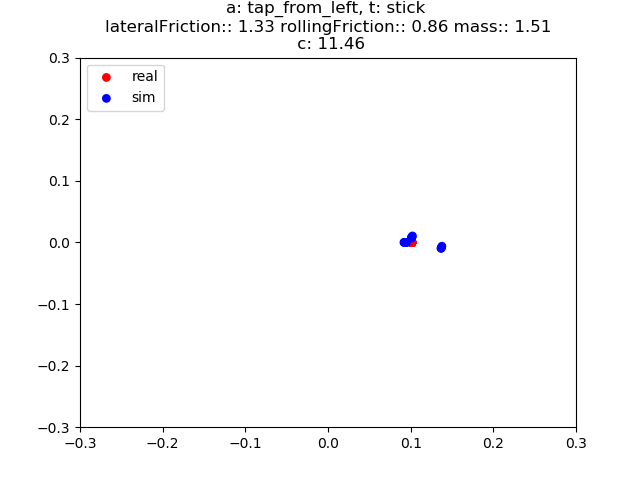 a: tap_from_left, t: stick
lateralFriction:: 1.33 rollingFriction:: 0.86 mass:: 1.51
c: 11.46
real
sim
0.3
0.2
0.1
0.0
−0.1
−0.2
−0.3
−0.3 −0.2 −0.1 0.0 0.1 0.2 0.3